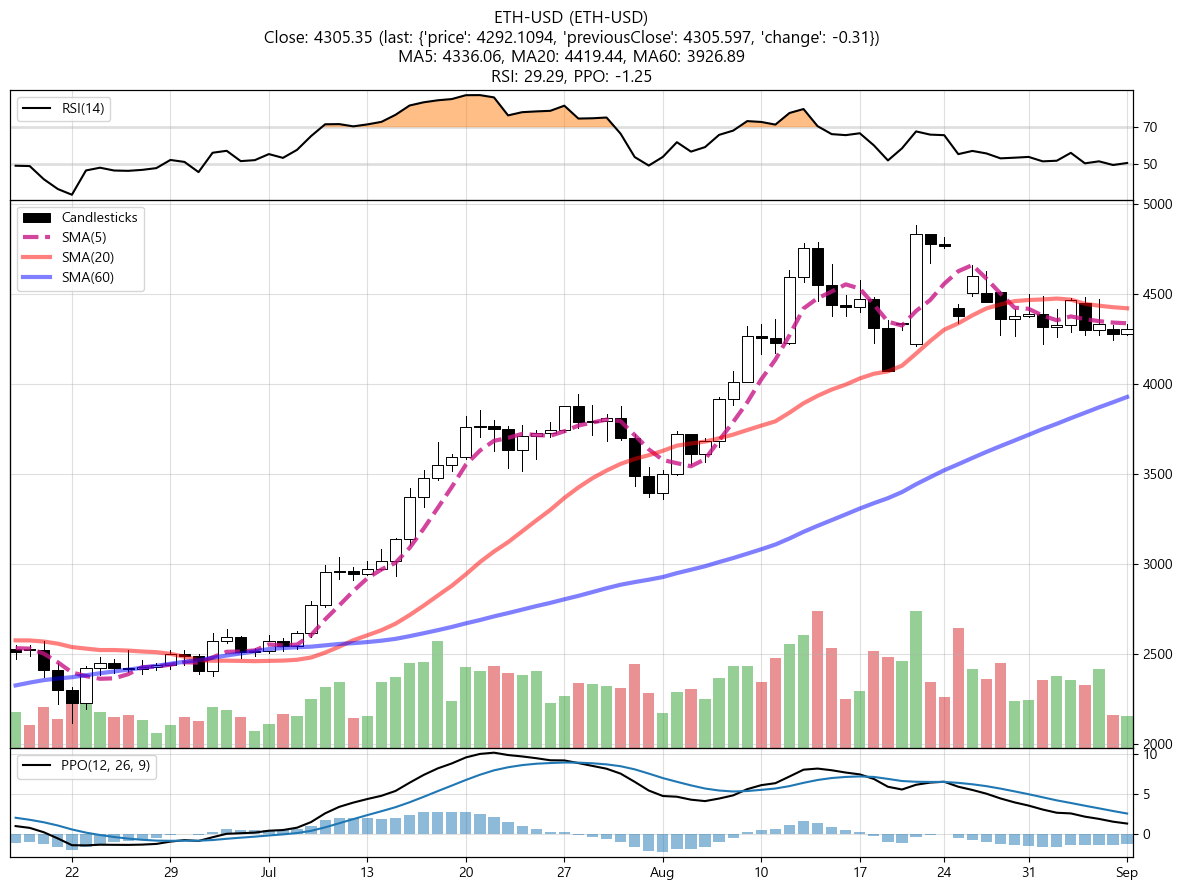 ETH-USD (ETH-USD)
Close: 4305.35 (last: {'price': 4292.1094, 'previousClose': 4305.597, 'change': -0.31})
MA5: 4336.06, MA20: 4419.44, MA60: 3926.89
RSI: 29.29, PPO: -1.25
RSI(14)
70
50
Candlesticks
SMA(5)
SMA(20)
SMA(60)
5000
4500
4000
3500
3000
2500
2000
PPO(12, 26, 9)
10
5
0
22 29 Jul 13 20 27 Aug 10 17 24 31 Sep